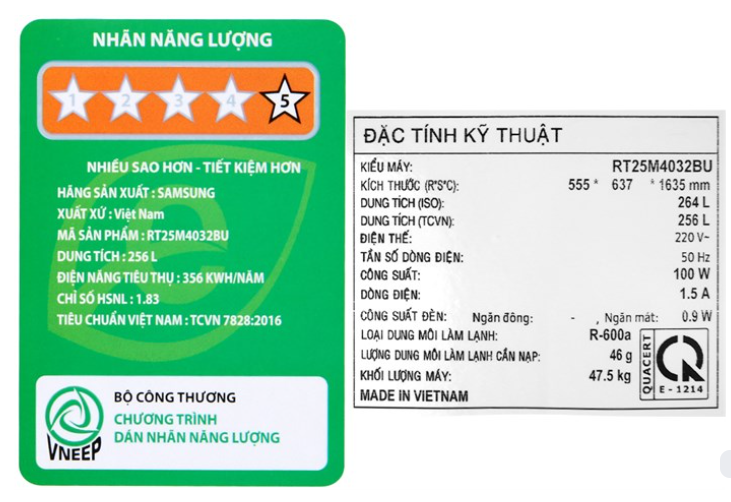 NHÃN NĂNG LƯỢNG
1 2 3 4 5
NHIỀU SAO HƠN - TIẾT KIỆM HƠN
HÃNG SẢN XUẤT : SAMSUNG
XUẤT XỨ : Việt Nam
MÃ SẢN PHẨM : RT25M4032BU
DUNG TÍCH : 256 L
ĐIỆN NĂNG TIÊU THỤ : 356 KWH/NĂM
CHỈ SỐ HSNL : 1.83
TIÊU CHUẨN VIỆT NAM : TCVN 7828:2016
VNEEP
BỘ CÔNG THƯƠNG
CHƯƠNG TRÌNH
DÁN NHÃN NĂNG LƯỢNG
ĐẶC TÍNH KỸ THUẬT
KIỂU MÁY: RT25M4032BU
KÍCH THƯỚC (R*S*C): 555 * 637 * 1635 mm
DUNG TÍCH (ISO): 264 L
DUNG TÍCH (TCVN): 256 L
ĐIỆN THẾ: 220 V~
TẦN SỐ DÒNG ĐIỆN: 50 Hz
CÔNG SUẤT: 100 W
DÒNG ĐIỆN: 1.5 A
CÔNG SUẤT ĐÈN: Ngăn đông: - , Ngăn mát: 0.9 W
LOẠI DUNG MÔI LÀM LẠNH: R-600a
LƯỢNG DUNG MÔI LÀM LẠNH CẦN NẠP: 46 g
KHỐI LƯỢNG MÁY: 47.5 kg
MADE IN VIETNAM
QUACERT
E - 1214